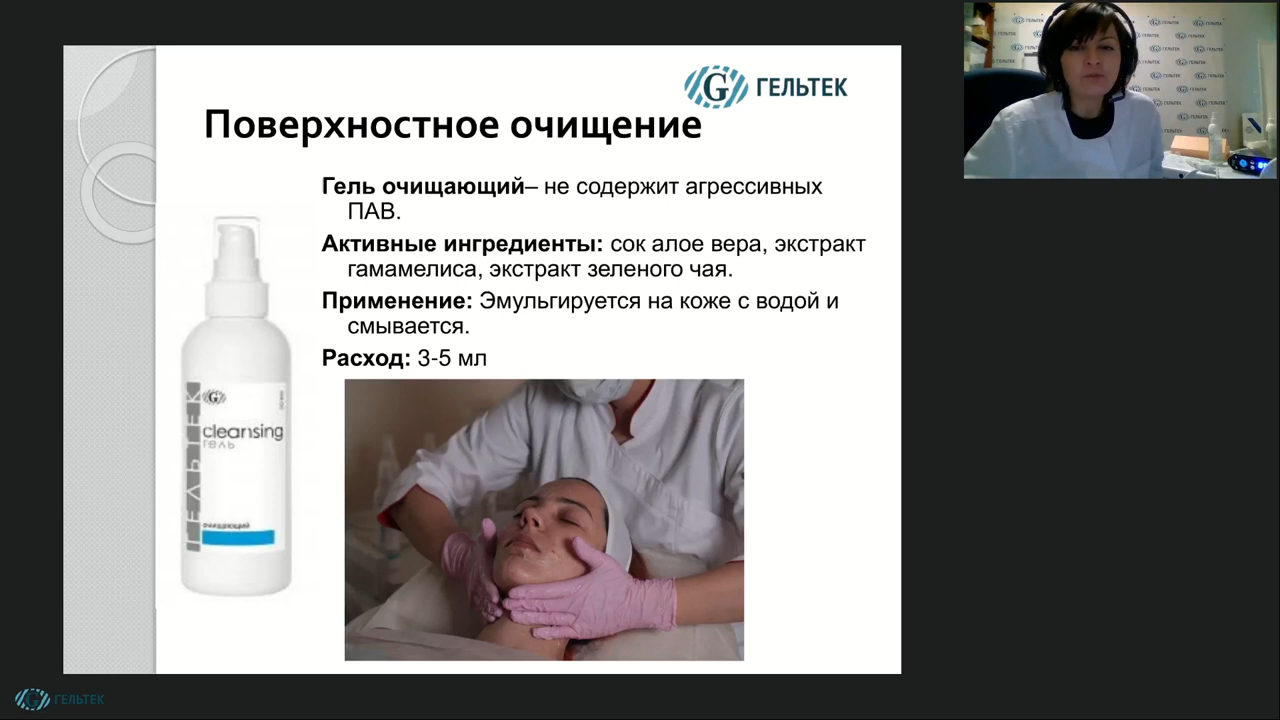 ГЕЛЬТЕК
Поверхностное очищение
Гель очищающий– не содержит агрессивных
ПАВ.
Активные ингредиенты: сок алое вера, экстракт
гамамелиса, экстракт зеленого чая.
Применение: Эмульгируется на коже с водой и
смывается.
Расход: 3-5 мл
G
ГЕЛЬТЕК
cleansing
гель
очищающий
ГЕЛЬТЕК